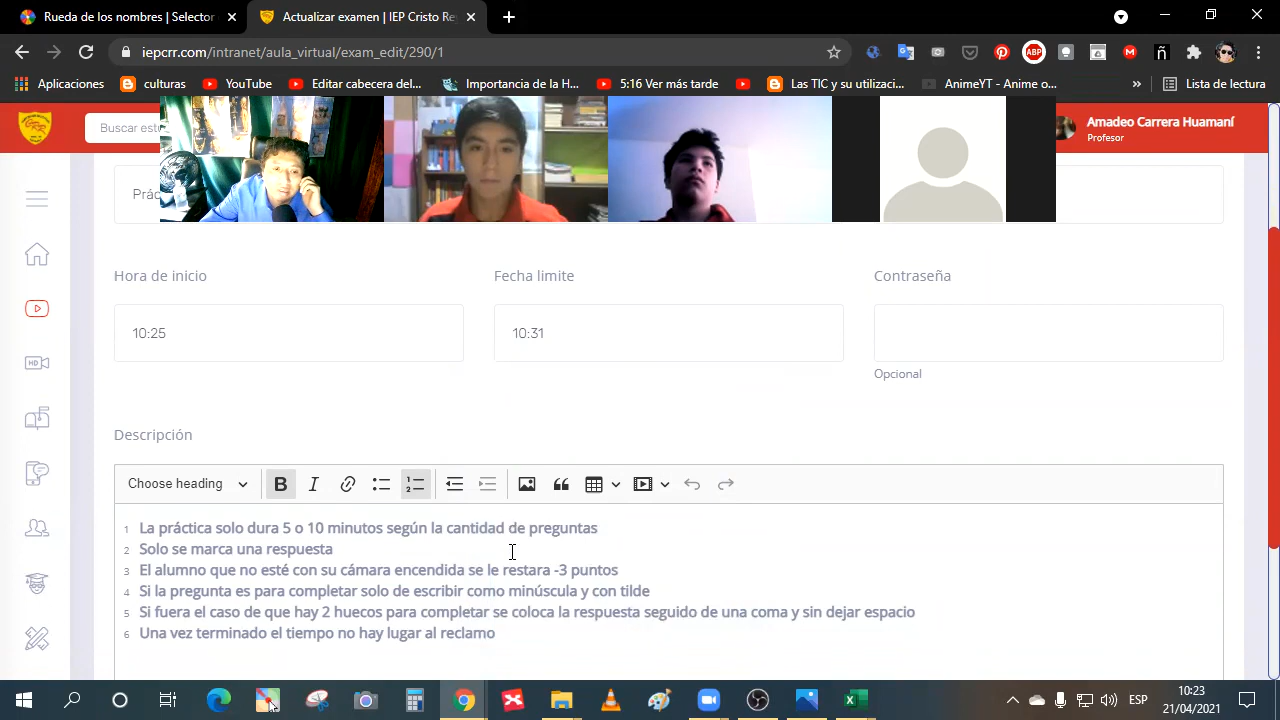 Rueda de los nombres | Selector
Actualizar examen | IEP Cristo Re
iepcrr.com/intranet/aula_virtual/exam_edit/290/1
Aplicaciones
culturas
YouTube
Editar cabecera del...
Importancia de la H...
5:16 Ver más tarde
Las TIC y su utilizaci...
AnimeYT - Anime o...
»
Lista de lectura
Buscar est
Amadeo Carrera Huamaní
Profesor
Prác
Hora de inicio
Fecha limite
Contraseña
10:25
10:31
Opcional
Descripción
Choose heading
1 La práctica solo dura 5 o 10 minutos según la cantidad de preguntas
2 Solo se marca una respuesta
3 El alumno que no esté con su cámara encendida se le restara -3 puntos
4 Si la pregunta es para completar solo de escribir como minúscula y con tilde
5 Si fuera el caso de que hay 2 huecos para completar se coloca la respuesta seguido de una coma y sin dejar espacio
6 Una vez terminado el tiempo no hay lugar al reclamo
ESP
10:23
21/04/2021